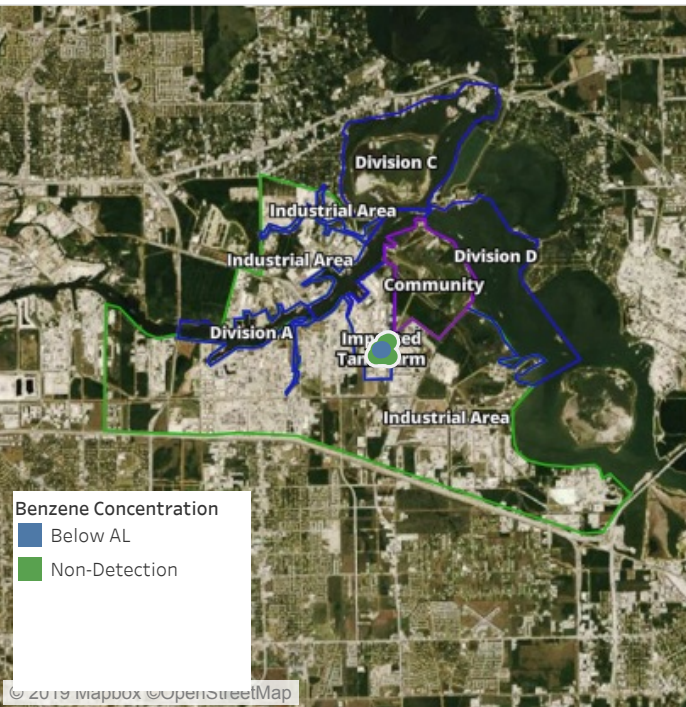 Division C
Industrial Area
Division D
Industrial Area
Community
Division A
Benzene Concentration
Below AL
Non-Detection
Industrial Area
© 2019 Mapbox ©OpenStreetMap